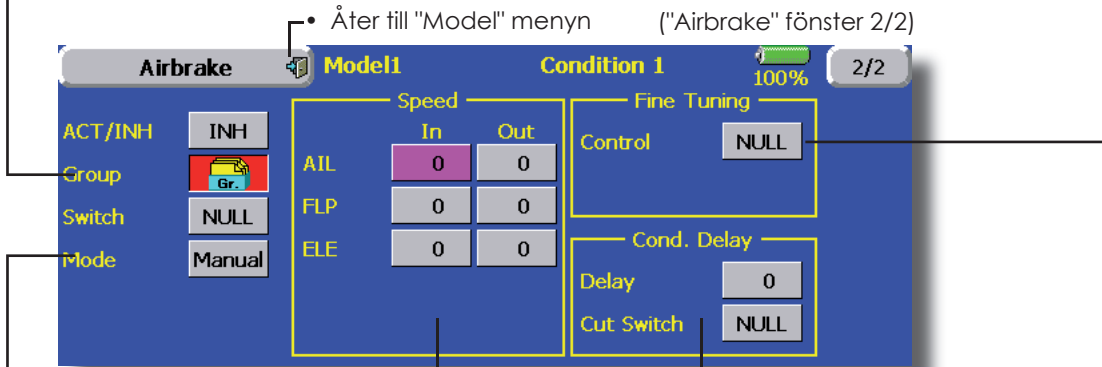 • Åter till "Model" menyn ("Airbrake" fönster 2/2)
Airbrake Model1 Condition 1 100% 2/2
ACT/INH INH
Group Gr.
Switch NULL
Mode Manual
Speed
In Out
AIL 0 0
FLP 0 0
ELE 0 0
Fine Tuning
Control NULL
Cond. Delay
Delay 0
Cut Switch NULL